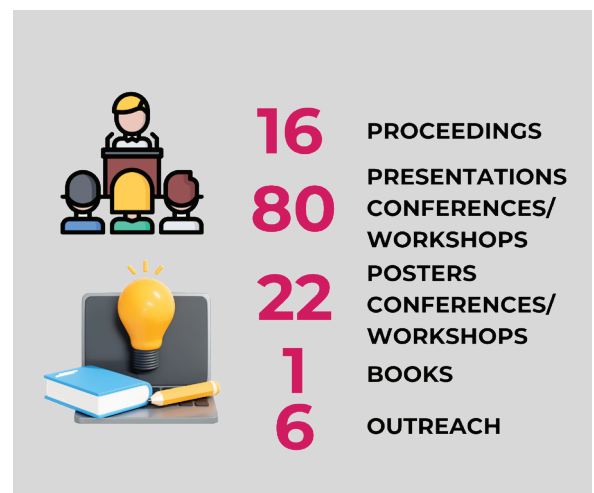 16 PROCEEDINGS
80 PRESENTATIONS
CONFERENCES/
WORKSHOPS
22 POSTERS
CONFERENCES/
WORKSHOPS
1 BOOKS
6 OUTREACH